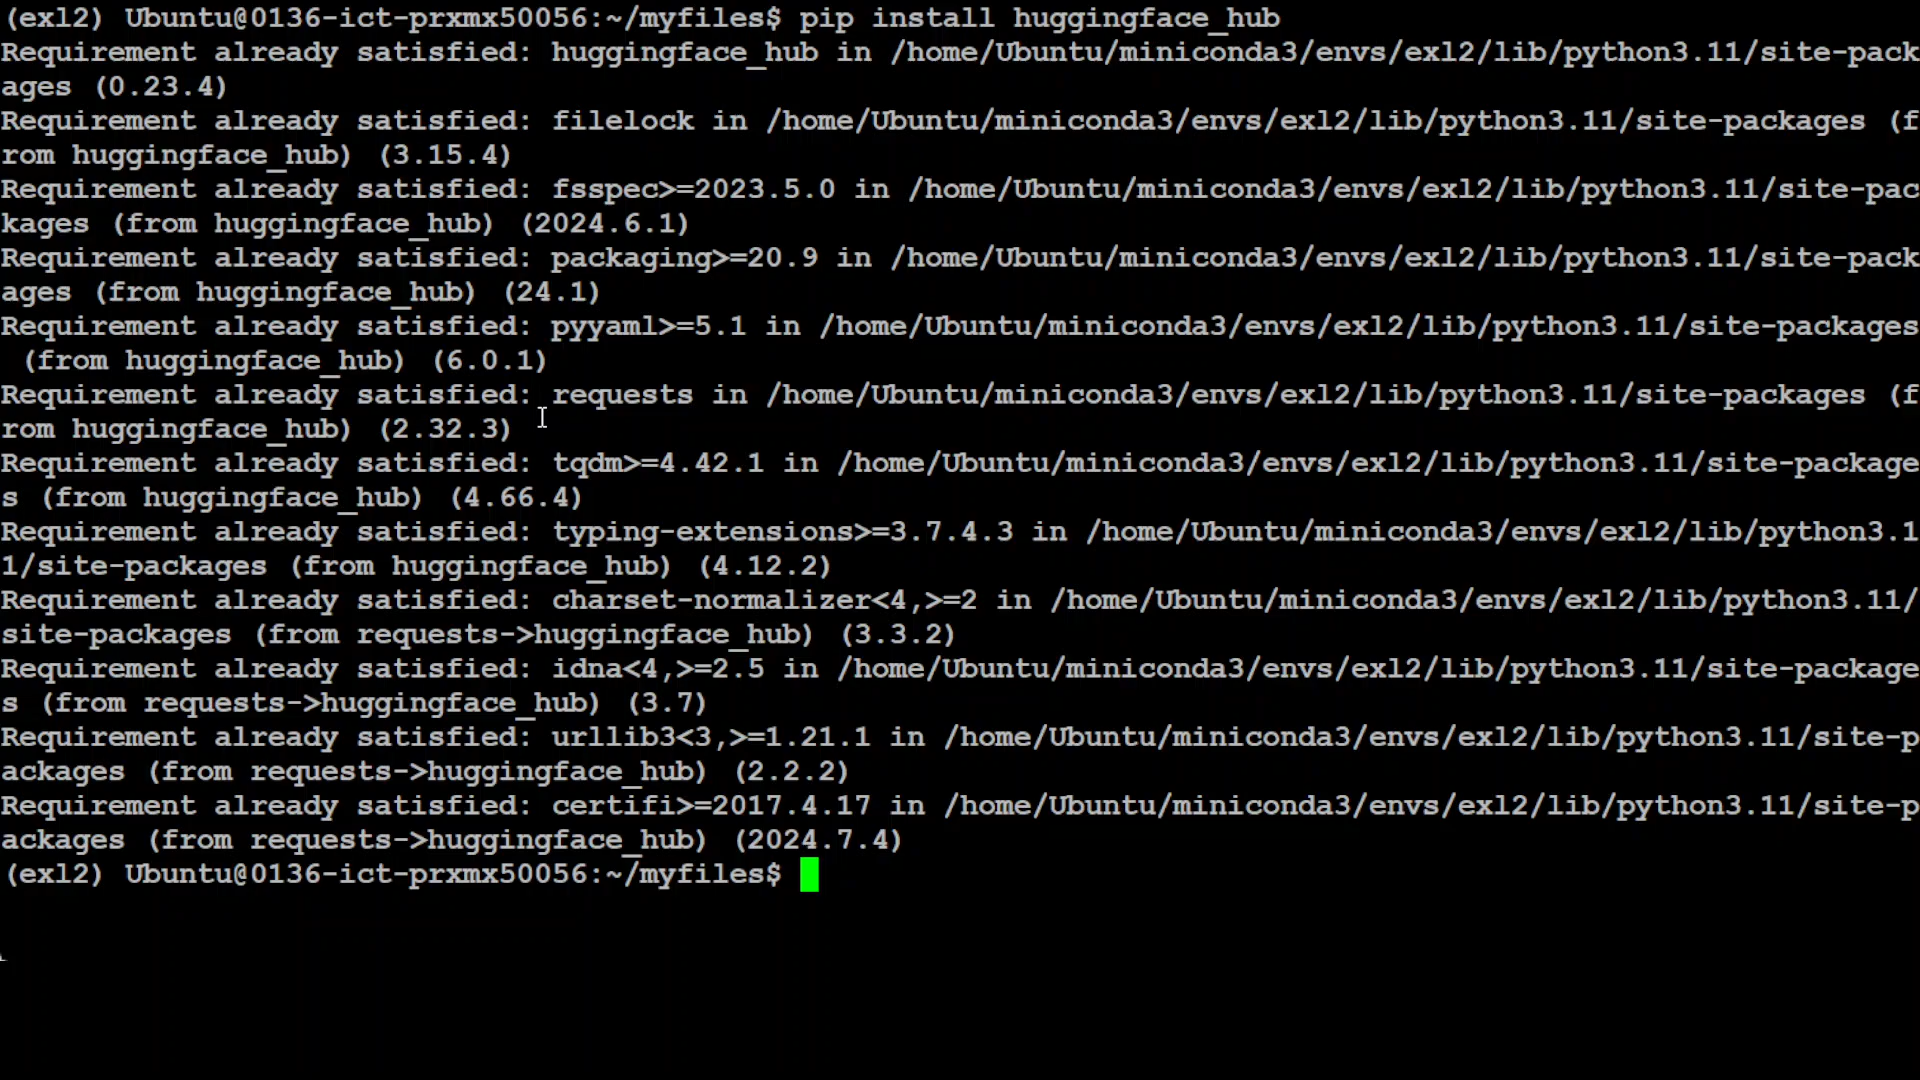 (exl2) Ubuntu@0136-ict-prxmx50056:~/myfiles$ pip install huggingface_hub
Requirement already satisfied: huggingface_hub in /home/Ubuntu/miniconda3/envs/exl2/lib/python3.11/site-pack
ages (0.23.4)
Requirement already satisfied: filelock in /home/Ubuntu/miniconda3/envs/exl2/lib/python3.11/site-packages (f
rom huggingface_hub) (3.15.4)
Requirement already satisfied: fsspec>=2023.5.0 in /home/Ubuntu/miniconda3/envs/exl2/lib/python3.11/site-pac
kages (from huggingface_hub) (2024.6.1)
Requirement already satisfied: packaging>=20.9 in /home/Ubuntu/miniconda3/envs/exl2/lib/python3.11/site-pack
ages (from huggingface_hub) (24.1)
Requirement already satisfied: pyyaml>=5.1 in /home/Ubuntu/miniconda3/envs/exl2/lib/python3.11/site-packages
 (from huggingface_hub) (6.0.1)
Requirement already satisfied: requests in /home/Ubuntu/miniconda3/envs/exl2/lib/python3.11/site-packages (f
rom huggingface_hub) (2.32.3)
Requirement already satisfied: tqdm>=4.42.1 in /home/Ubuntu/miniconda3/envs/exl2/lib/python3.11/site-package
s (from huggingface_hub) (4.66.4)
Requirement already satisfied: typing-extensions>=3.7.4.3 in /home/Ubuntu/miniconda3/envs/exl2/lib/python3.1
1/site-packages (from huggingface_hub) (4.12.2)
Requirement already satisfied: charset-normalizer<4,>=2 in /home/Ubuntu/miniconda3/envs/exl2/lib/python3.11/
site-packages (from requests->huggingface_hub) (3.3.2)
Requirement already satisfied: idna<4,>=2.5 in /home/Ubuntu/miniconda3/envs/exl2/lib/python3.11/site-package
s (from requests->huggingface_hub) (3.7)
Requirement already satisfied: urllib3<3,>=1.21.1 in /home/Ubuntu/miniconda3/envs/exl2/lib/python3.11/site-p
ackages (from requests->huggingface_hub) (2.2.2)
Requirement already satisfied: certifi>=2017.4.17 in /home/Ubuntu/miniconda3/envs/exl2/lib/python3.11/site-p
ackages (from requests->huggingface_hub) (2024.7.4)
(exl2) Ubuntu@0136-ict-prxmx50056:~/myfiles$